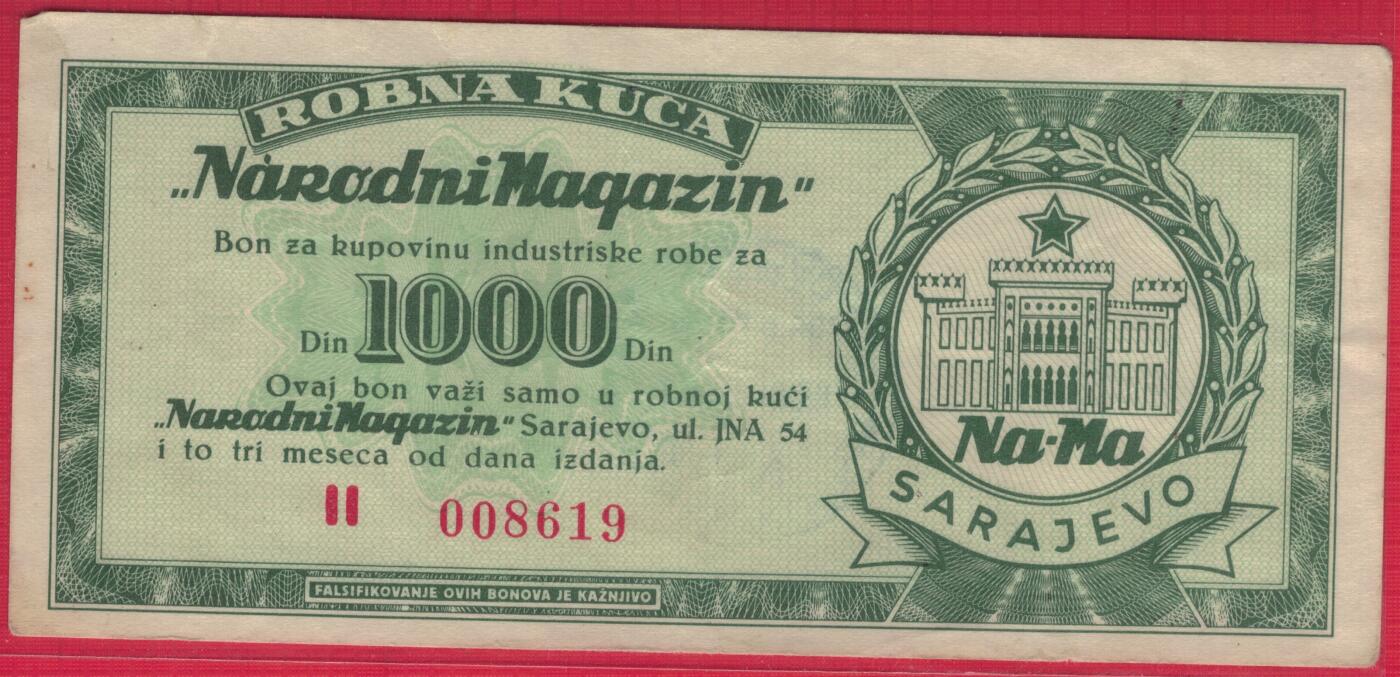 ROBNA KUĆA
„Narodni Magazin"
Bon za kupovinu industriske robe za
Din 1000 Din
Ovaj bon važi samo u robnoj kući
„Narodni Magazin" Sarajevo, ul. JNA 54
i to tri meseca od dana izdanja.
II 008619
FALSIFIKOVANJE OVIH BONOVA JE KAŽNJIVO
Na-Ma
SARAJEVO